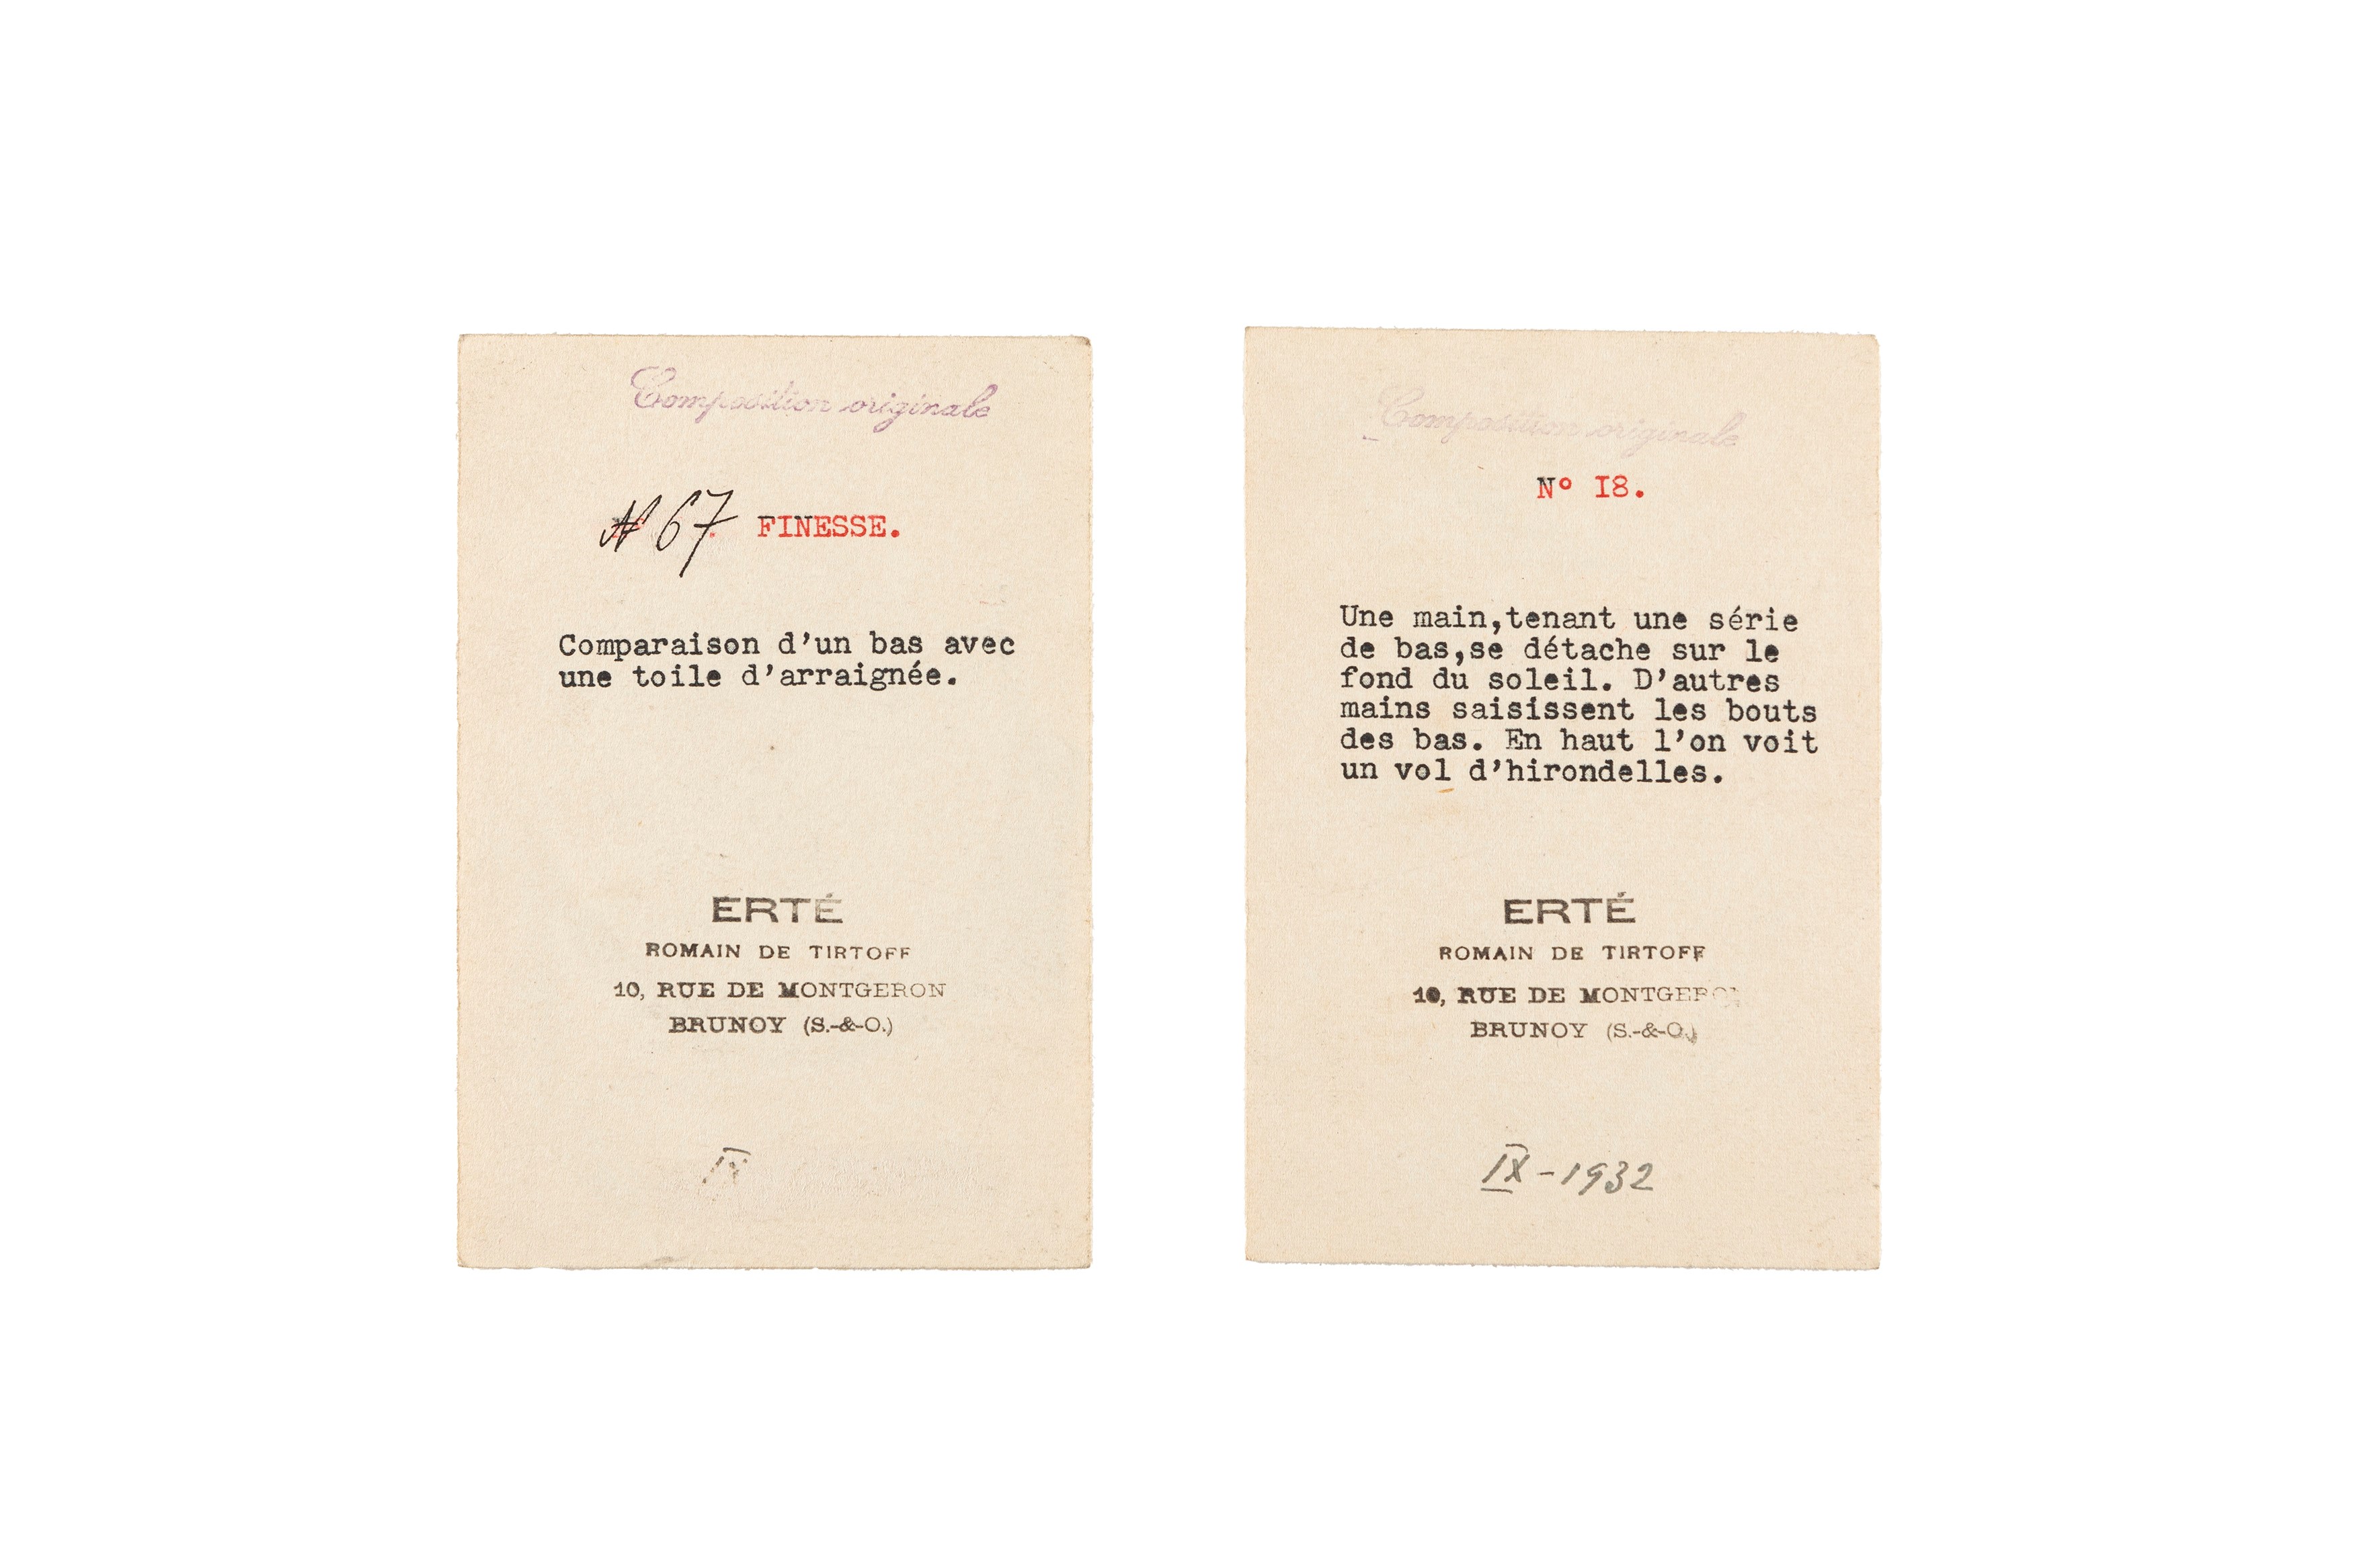 Composition originale
N 67 FINESSE.
Comparaison d'un bas avec
une toile d'arraignée.
ERTÉ
ROMAIN DE TIRTOFF
10, RUE DE MONTGERON
BRUNOY (S.-&-O.)
IX
Composition originale
N° I8.
Une main,tenant une série
de bas,se détache sur le
fond du soleil. D'autres
mains saisissent les bouts
des bas. En haut l'on voit
un vol d'hirondelles.
ERTÉ
ROMAIN DE TIRTOFF
10, RUE DE MONTGERON
BRUNOY (S.-&-O.)
IX-1932